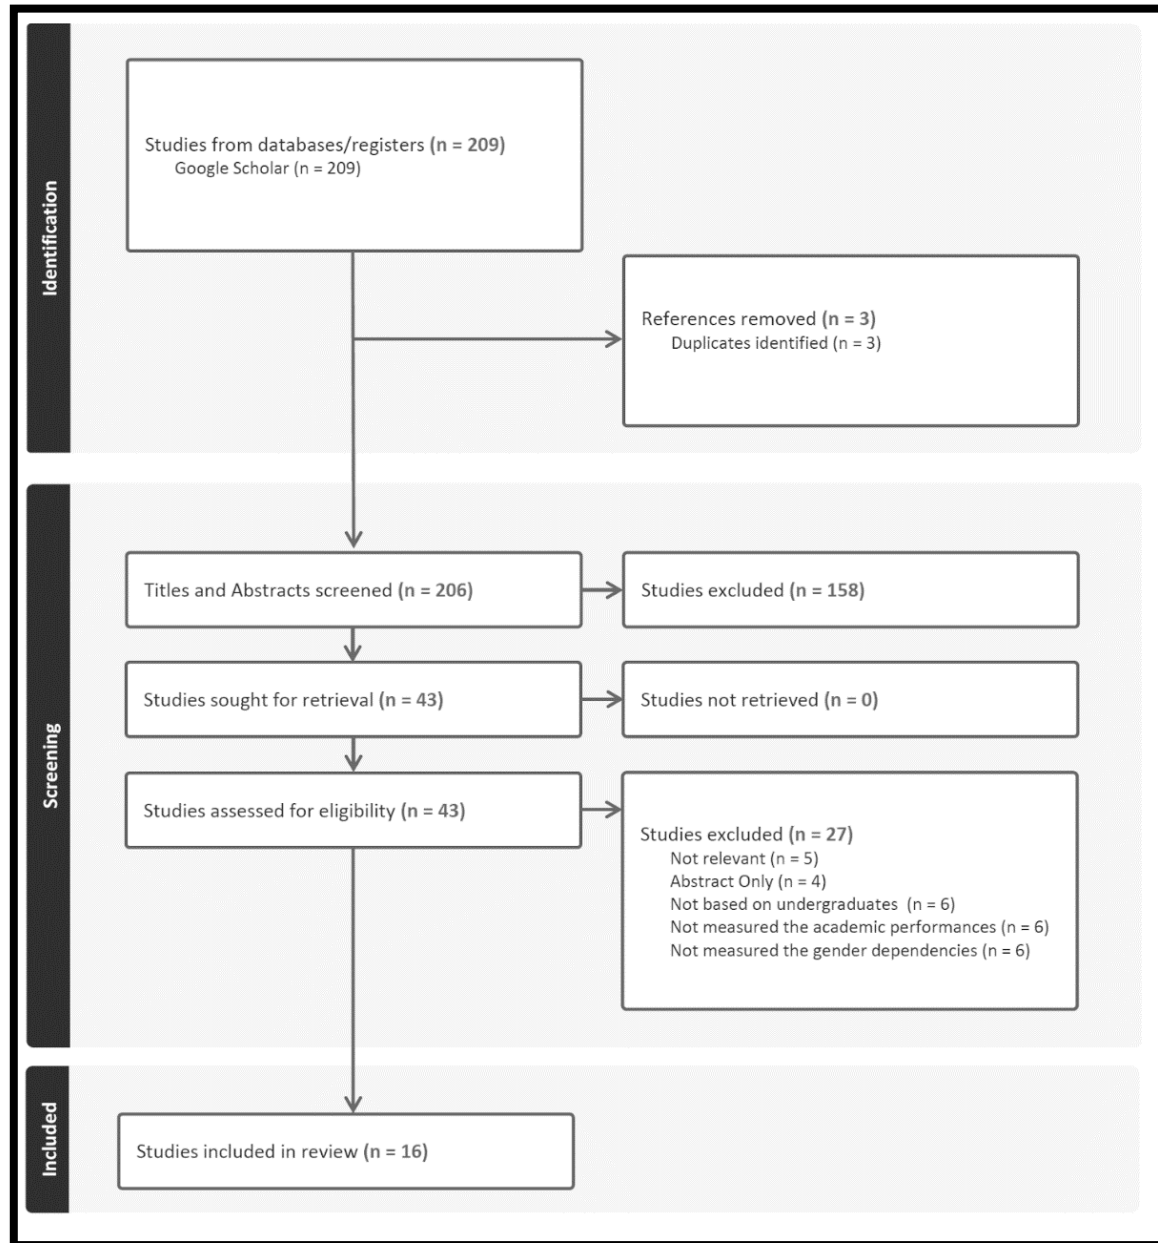 Identification
Studies from databases/registers (n = 209)
Google Scholar (n = 209)
References removed (n = 3)
Duplicates identified (n = 3)
Screening
Titles and Abstracts screened (n = 206)
Studies excluded (n = 158)
Studies sought for retrieval (n = 43)
Studies not retrieved (n = 0)
Studies assessed for eligibility (n = 43)
Studies excluded (n = 27)
Not relevant (n = 5)
Abstract Only (n = 4)
Not based on undergraduates (n = 6)
Not measured the academic performances (n = 6)
Not measured the gender dependencies (n = 6)
Included
Studies included in review (n = 16)